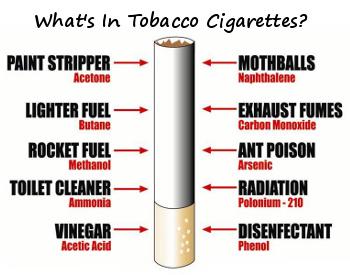 What's In Tobacco Cigarettes?
PAINT STRIPPER
Acetone
LIGHTER FUEL
Butane
ROCKET FUEL
Methanol
TOILET CLEANER
Ammonia
VINEGAR
Acetic Acid
MOTHBALLS
Naphthalene
EXHAUST FUMES
Carbon Monoxide
ANT POISON
Arsenic
RADIATION
Polonium - 210
DISENFECTANT
Phenol